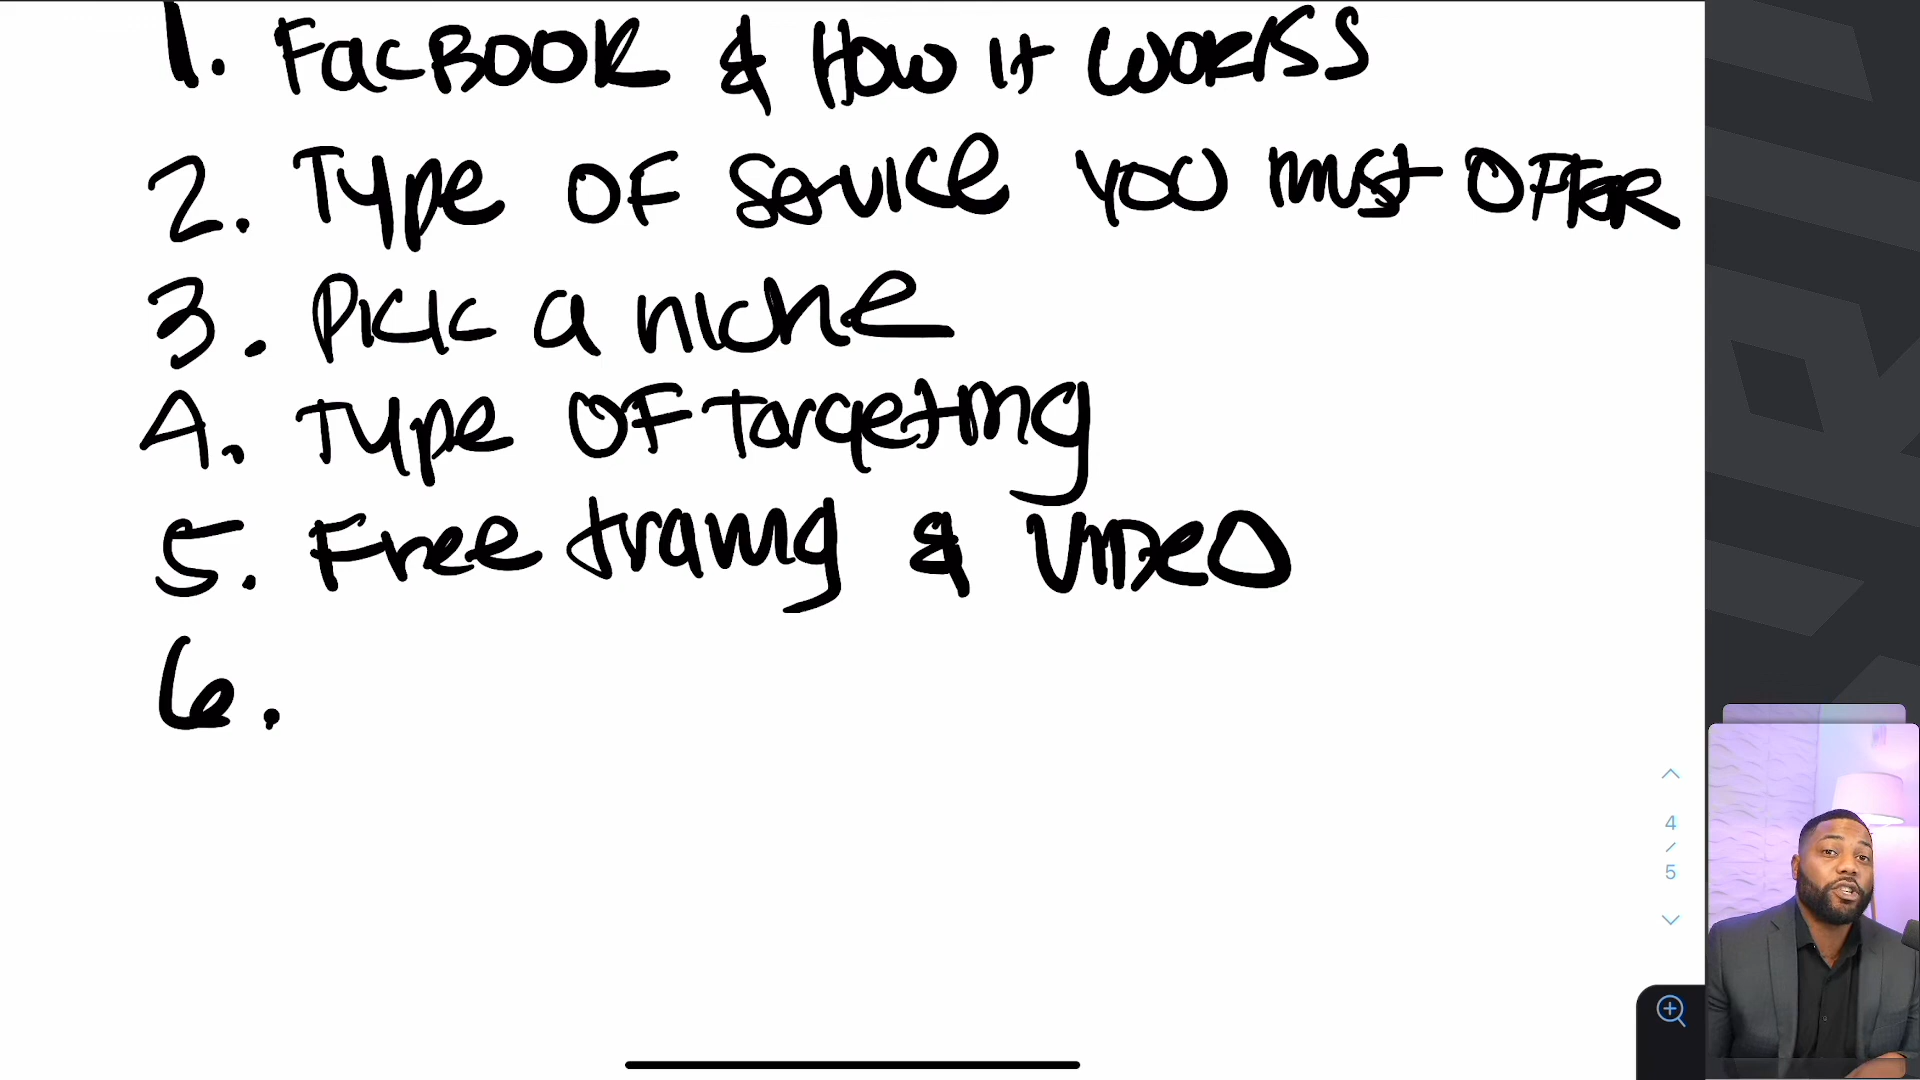 1. FacBOOK & How it works
2. Type OF Service YOU must OFFER
3. Pick a niche
4. Type OF Targeting
5. Free traing & VIDEO
6.
4
/
5